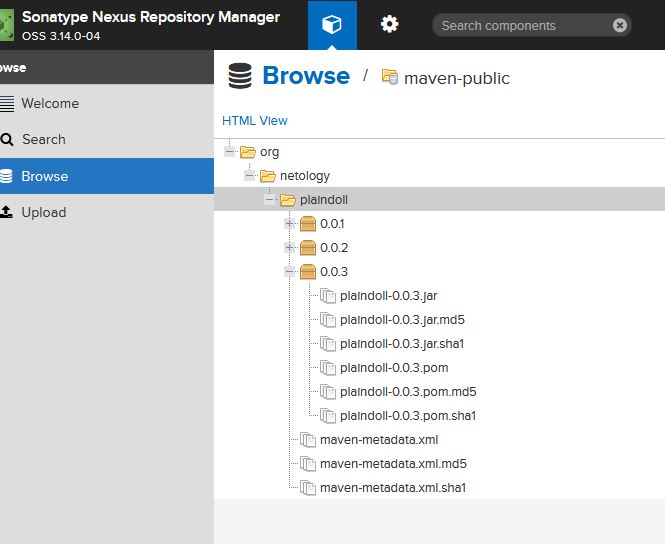 Sonatype Nexus Repository Manager
OSS 3.14.0-04
Search components
owse
Welcome
Search
Browse
Upload
Browse / maven-public
HTML View
org
netology
plaindoll
0.0.1
0.0.2
0.0.3
plaindoll-0.0.3.jar
plaindoll-0.0.3.jar.md5
plaindoll-0.0.3.jar.sha1
plaindoll-0.0.3.pom
plaindoll-0.0.3.pom.md5
plaindoll-0.0.3.pom.sha1
maven-metadata.xml
maven-metadata.xml.md5
maven-metadata.xml.sha1